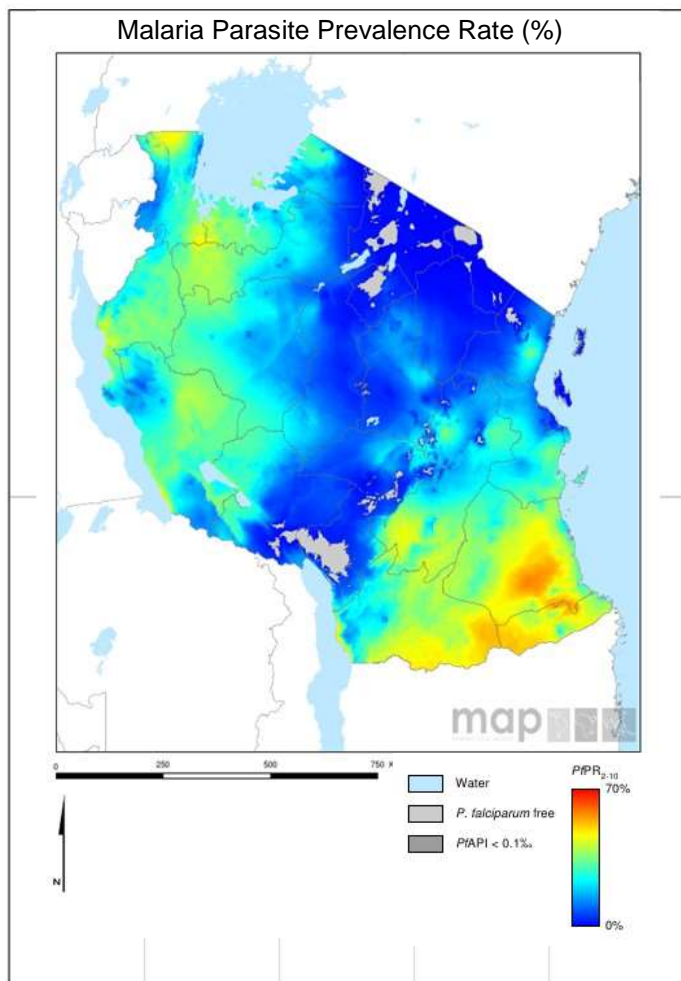 Malaria Parasite Prevalence Rate (%)
map
0 250 500 750 K
Water
P. falciparum free
PfAPI < 0.1‰
PfPR2-10
70%
0%
N